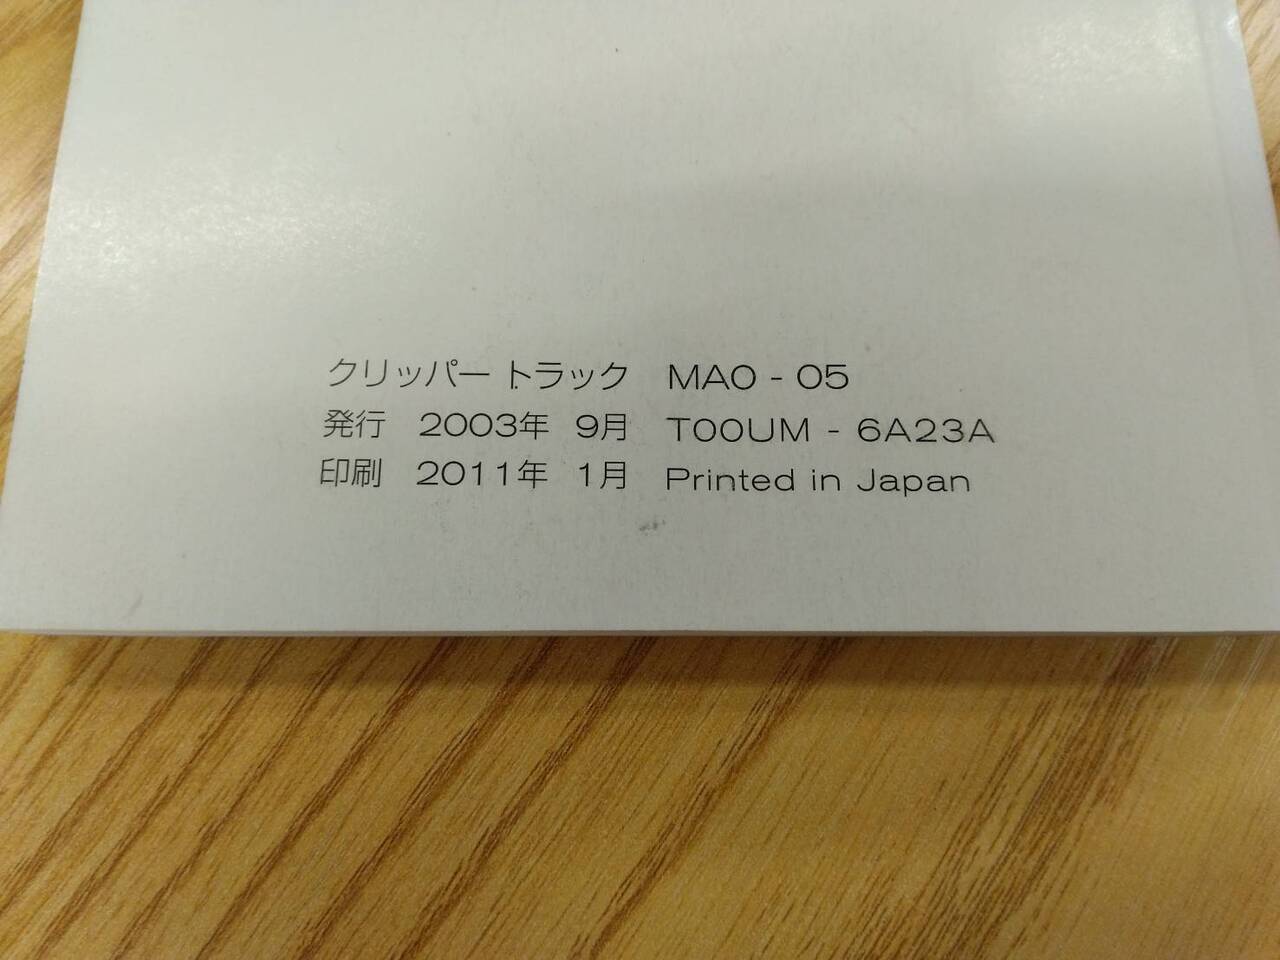 クリッパー トラック MA0 - 05
発行 2003年 9月 T00UM - 6A23A
印刷 2011年 1月 Printed in Japan